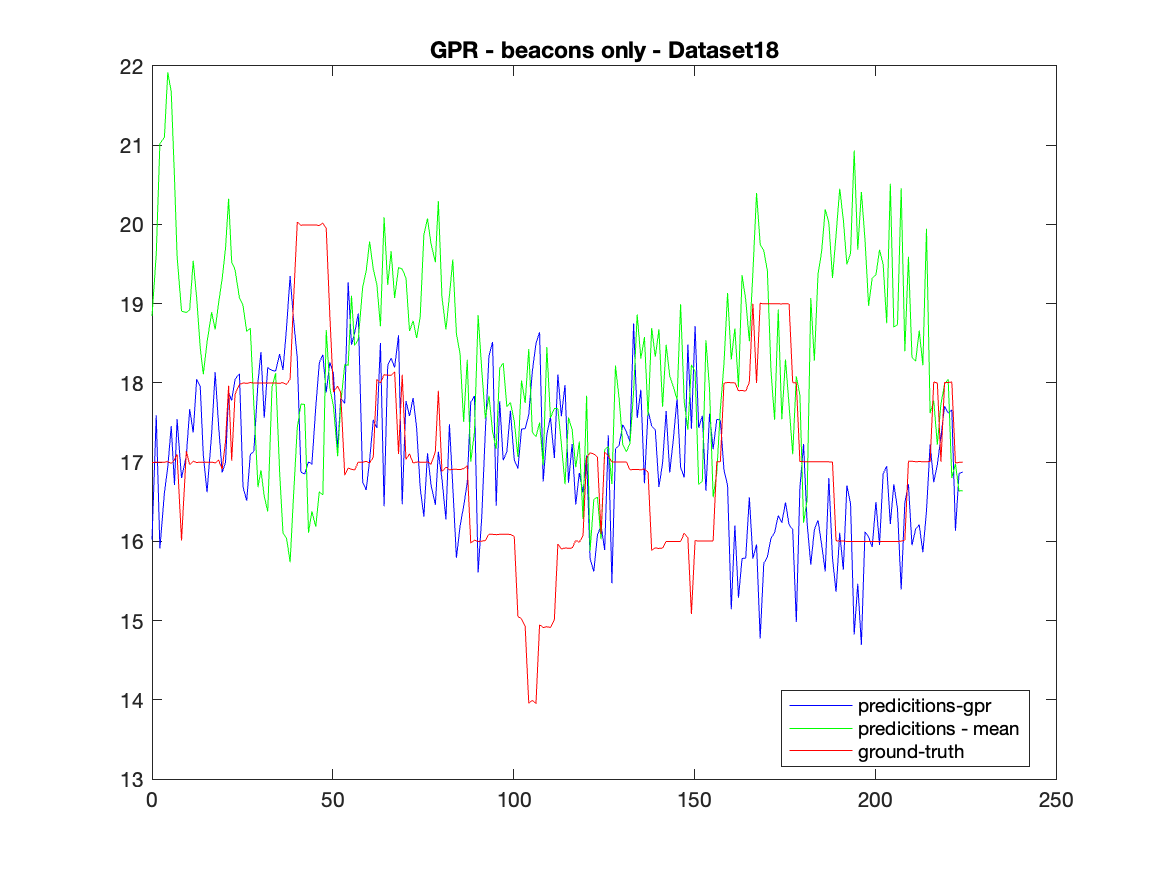 GPR - beacons only - Dataset18
22
21
20
19
18
17
16
15
14
13
0 50 100 150 200 250
predicitions-gpr
predicitions - mean
ground-truth